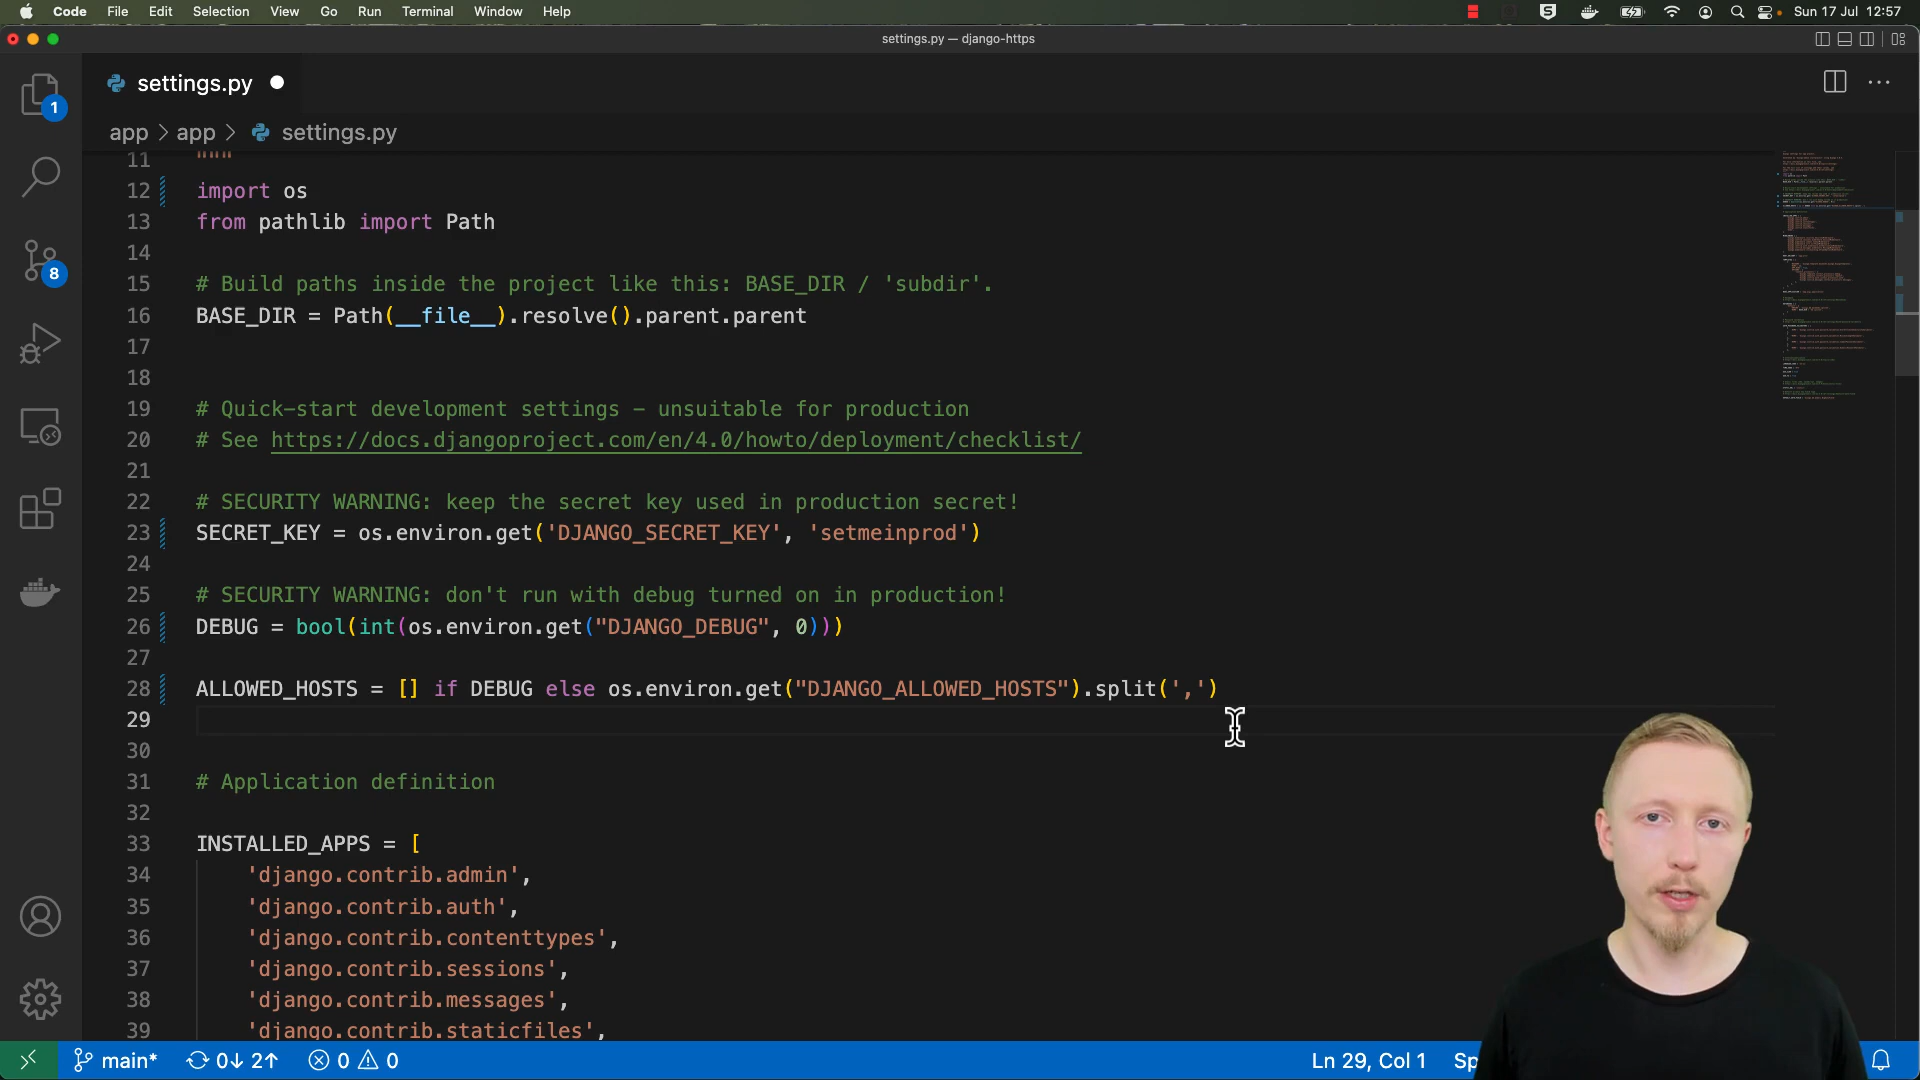 Code File Edit Selection View Go Run Terminal Window Help Sun 17 Jul 12:57
settings.py — django-https
settings.py
app > app > settings.py
1
8
11 """
12 import os
13 from pathlib import Path
14
15 # Build paths inside the project like this: BASE_DIR / 'subdir'.
16 BASE_DIR = Path(__file__).resolve().parent.parent
17
18
19 # Quick-start development settings - unsuitable for production
20 # See https://docs.djangoproject.com/en/4.0/howto/deployment/checklist/
21
22 # SECURITY WARNING: keep the secret key used in production secret!
23 SECRET_KEY = os.environ.get('DJANGO_SECRET_KEY', 'setmeinprod')
24
25 # SECURITY WARNING: don't run with debug turned on in production!
26 DEBUG = bool(int(os.environ.get("DJANGO_DEBUG", 0)))
27
28 ALLOWED_HOSTS = [] if DEBUG else os.environ.get("DJANGO_ALLOWED_HOSTS").split(',')
29
30
31 # Application definition
32
33 INSTALLED_APPS = [
34 'django.contrib.admin',
35 'django.contrib.auth',
36 'django.contrib.contenttypes',
37 'django.contrib.sessions',
38 'django.contrib.messages',
39 'django.contrib.staticfiles',
main* 0↓ 2↑ 0 0 Ln 29, Col 1 Sp